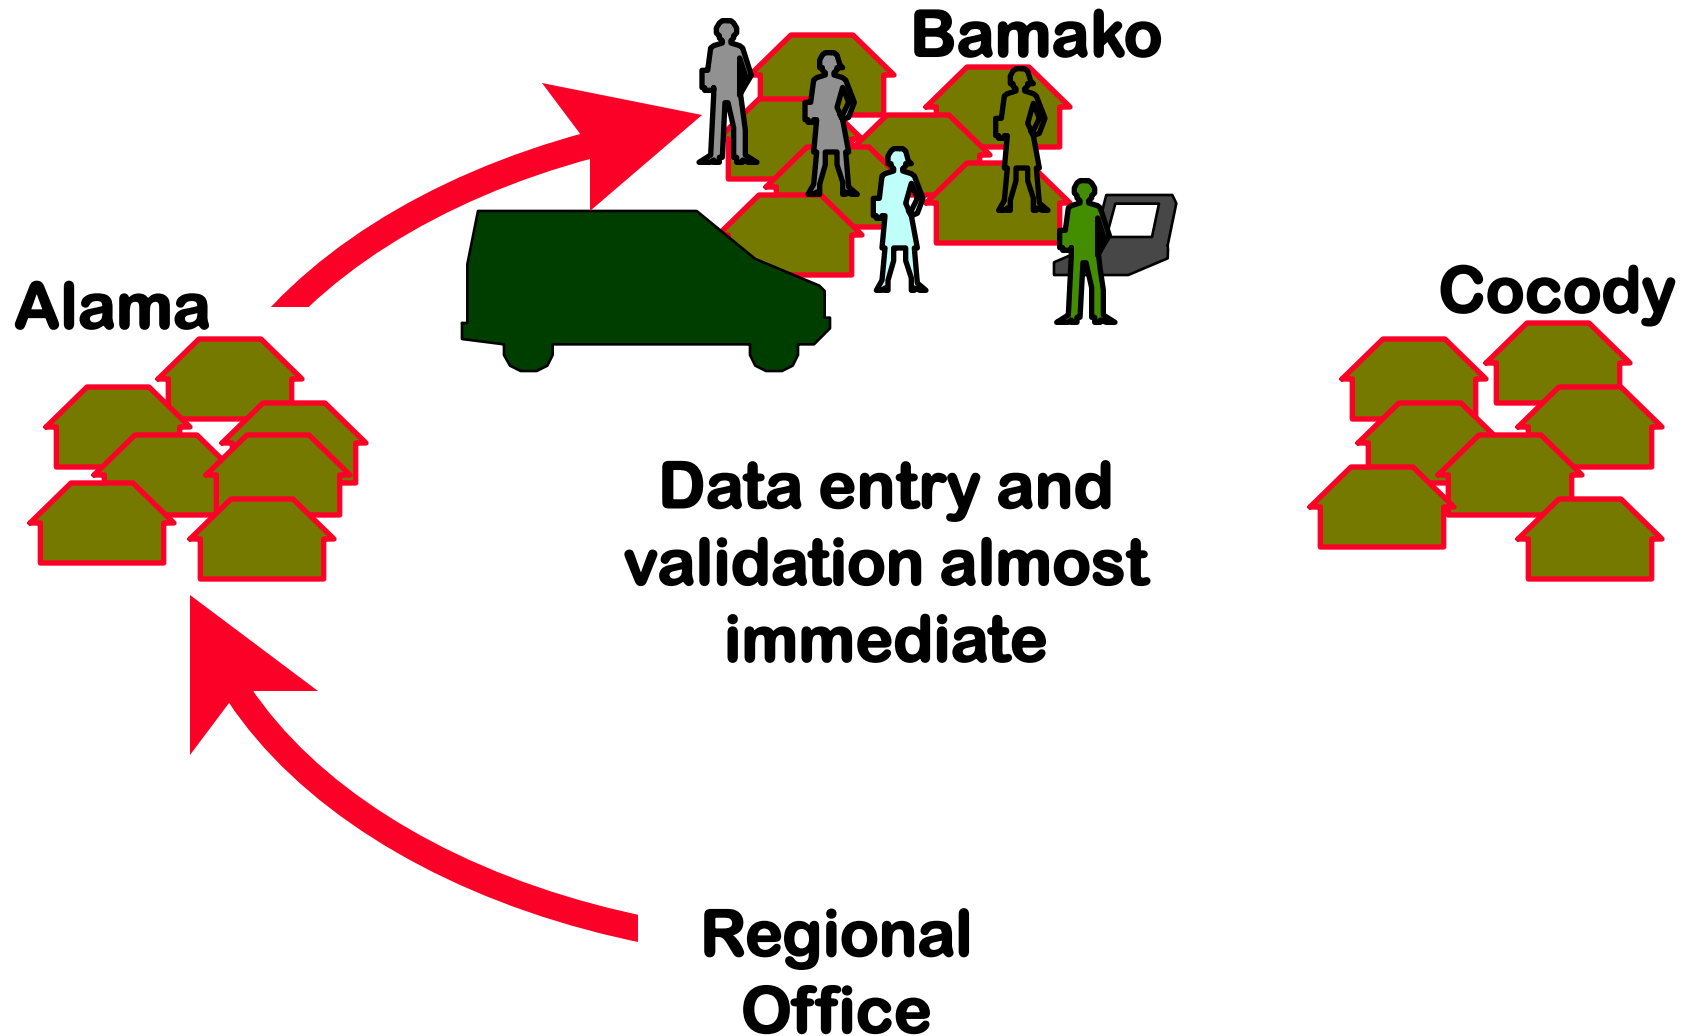 Bamako
Alama
Cocody
Data entry and
validation almost
immediate
Regional
Office